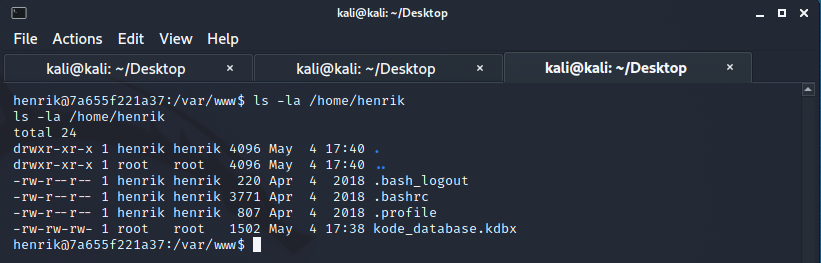 kali@kali: ~/Desktop
File Actions Edit View Help
kali@kali: ~/Desktop × kali@kali: ~/Desktop × kali@kali: ~/Desktop ×
henrik@7a655f221a37:/var/www$ ls -la /home/henrik
ls -la /home/henrik
total 24
drwxr-xr-x 1 henrik henrik 4096 May  4 17:40 .
drwxr-xr-x 1 root   root   4096 May  4 17:40 ..
-rw-r--r-- 1 henrik henrik  220 Apr  4  2018 .bash_logout
-rw-r--r-- 1 henrik henrik 3771 Apr  4  2018 .bashrc
-rw-r--r-- 1 henrik henrik  807 Apr  4  2018 .profile
-rw-rw-rw- 1 root   root   1502 May  4 17:38 kode_database.kdbx
henrik@7a655f221a37:/var/www$